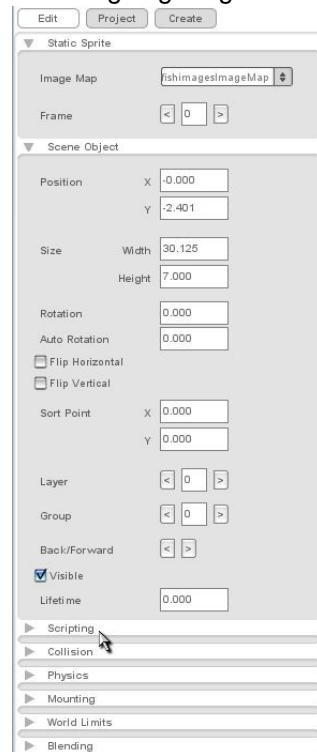 Edit Project Create
Static Sprite
Image Map fishimagesImageMap
Frame < 0 >
Scene Object
Position X -0.000
Y -2.401
Size Width 30.125
Height 7.000
Rotation 0.000
Auto Rotation 0.000
Flip Horizontal
Flip Vertical
Sort Point X 0.000
Y 0.000
Layer < 0 >
Group < 0 >
Back/Forward < >
Visible
Lifetime 0.000
Scripting
Collision
Physics
Mounting
World Limits
Blending